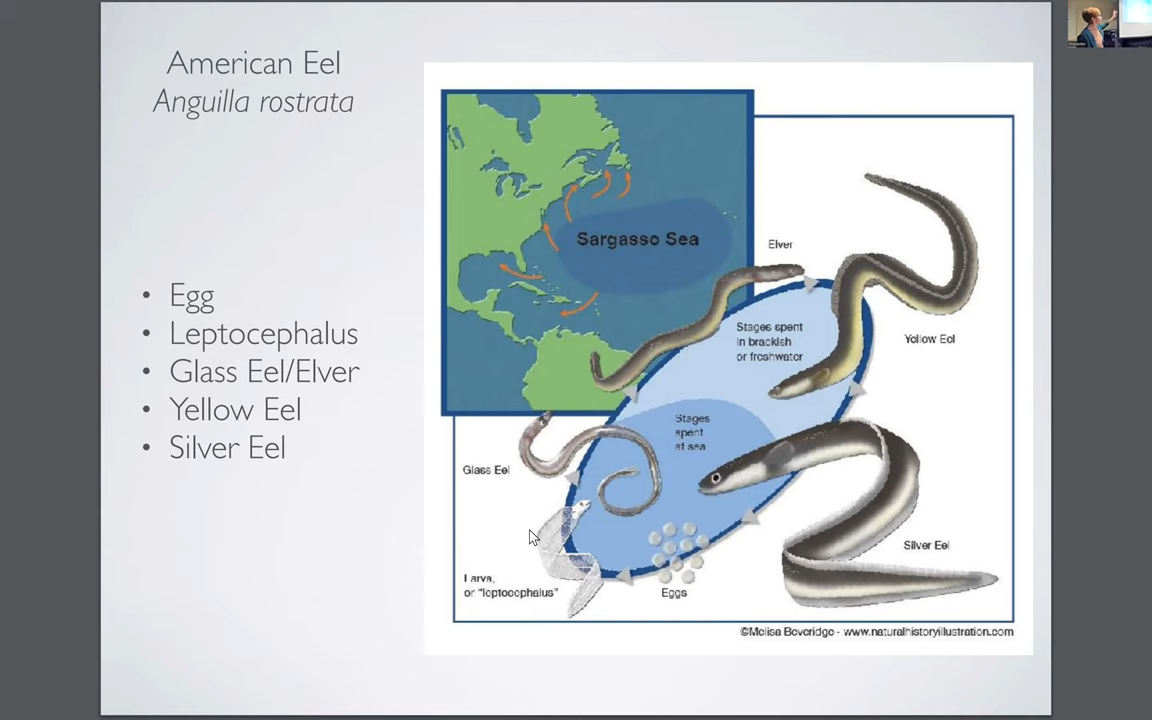 American Eel
Anguilla rostrata
• Egg
• Leptocephalus
• Glass Eel/Elver
• Yellow Eel
• Silver Eel
Sargasso Sea
Elver
Stages spent
in brackish
or freshwater
Yellow Eel
Stages
spent
at sea
Glass Eel
Silver Eel
Larva,
or "leptocephalus"
Eggs
©Melisa Beveridge - www.naturalhistoryillustration.com